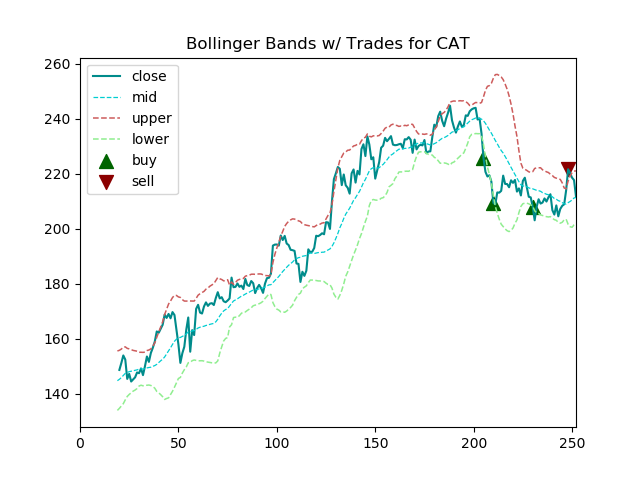 Bollinger Bands w/ Trades for CAT
260
240
220
200
180
160
140
0 50 100 150 200 250
close
mid
upper
lower
buy
sell